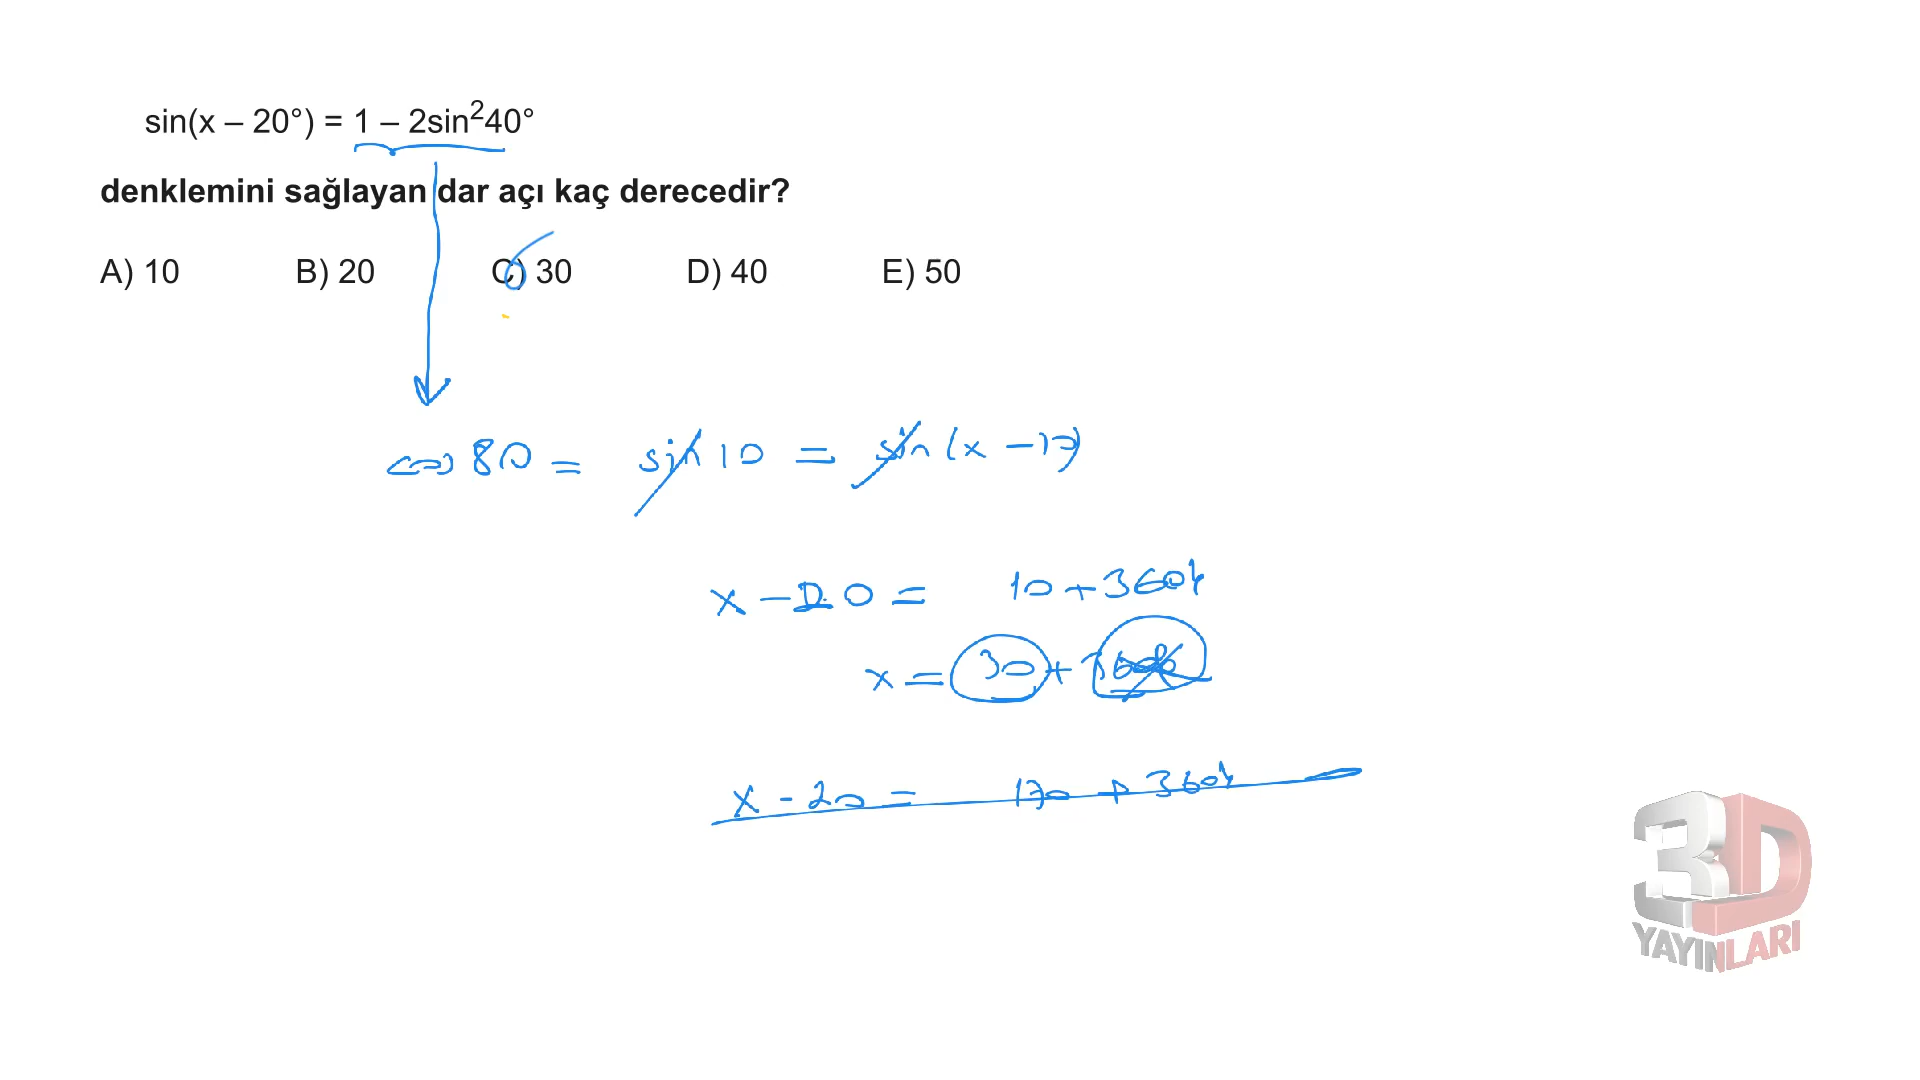 sin(x – 20°) = 1 – 2sin²40°
denklemini sağlayan dar açı kaç derecedir?
A) 10 B) 20 C) 30 D) 40 E) 50
cos 80 = sin 10 = sin(x – 17)
x – 20 = 10 + 360k
x = 30 + 360k
x – 20 = 170 + 360k
3D
YAYINLARI